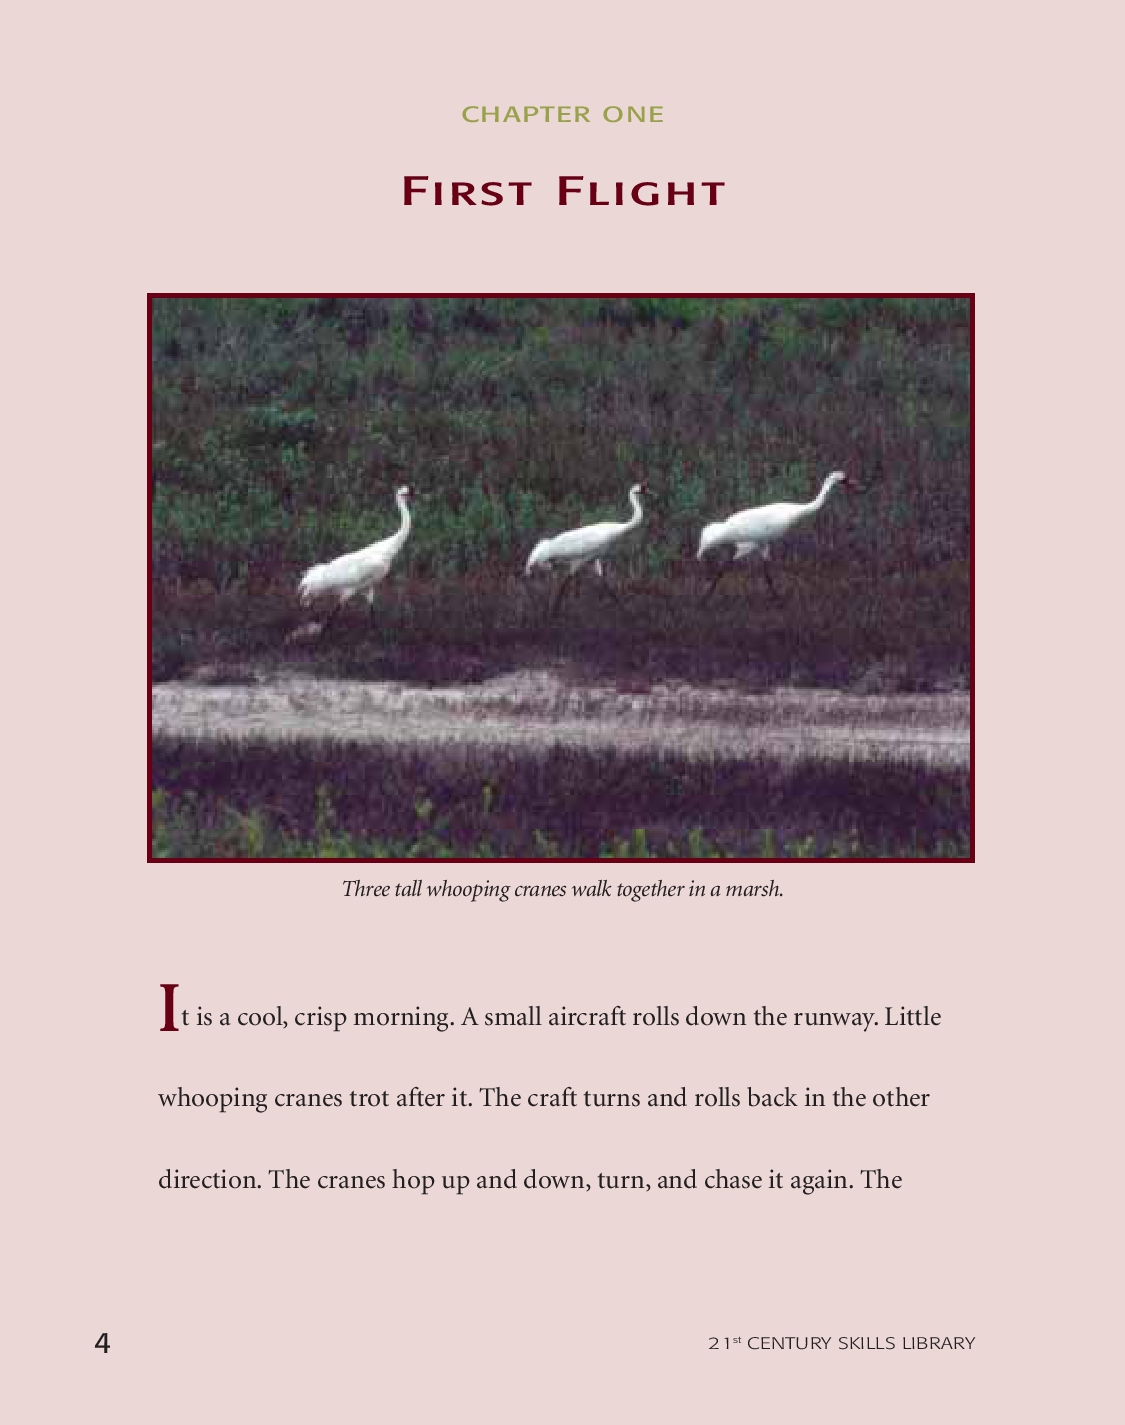 CHAPTER ONE
FIRST FLIGHT
Three tall whooping cranes walk together in a marsh.
It is a cool, crisp morning. A small aircraft rolls down the runway. Little
whooping cranes trot after it. The craft turns and rolls back in the other
direction. The cranes hop up and down, turn, and chase it again. The
4
21st CENTURY SKILLS LIBRARY